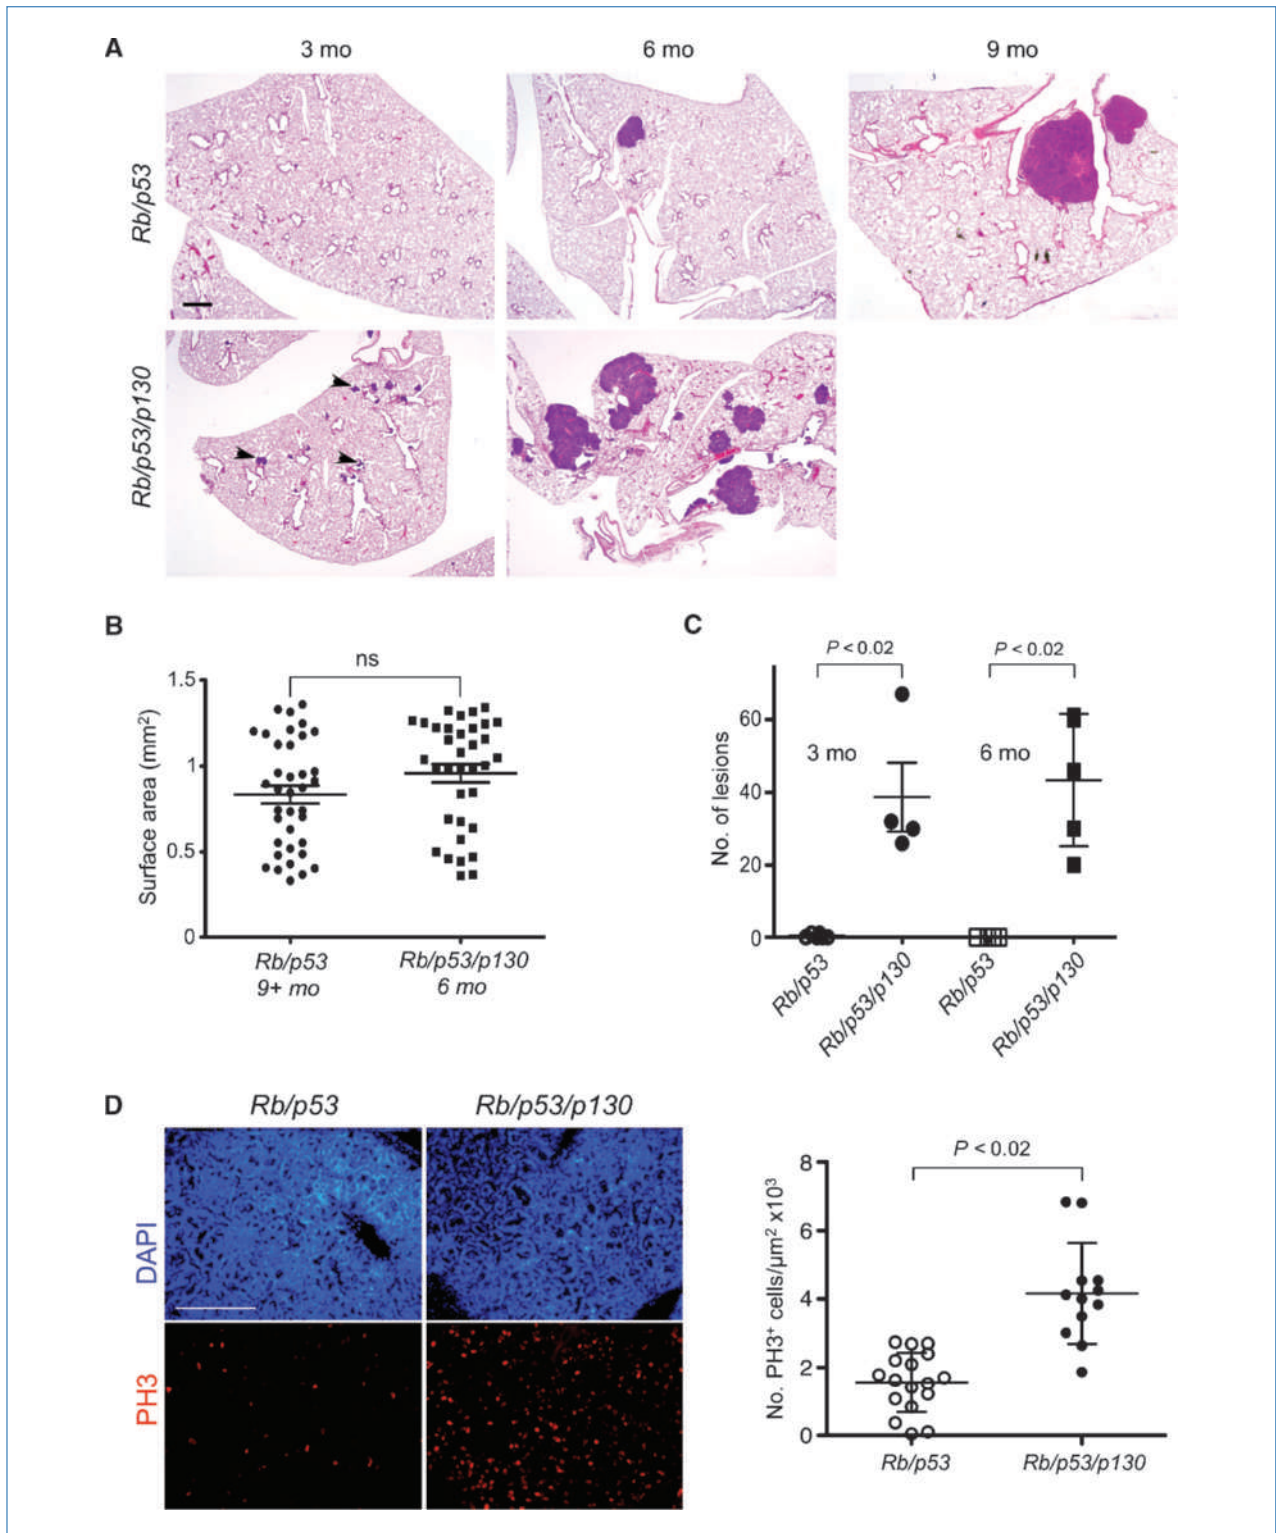 A
3 mo
6 mo
9 mo
Rb/p53
Rb/p53/p130
B
ns
Surface area (mm²)
1.5
1
0.5
0
Rb/p53
9+ mo
Rb/p53/p130
6 mo
C
P < 0.02
P < 0.02
3 mo
6 mo
No. of lesions
60
40
20
0
Rb/p53
Rb/p53/p130
Rb/p53
Rb/p53/p130
D
Rb/p53
Rb/p53/p130
DAPI
PH3
P < 0.02
No. PH3⁺ cells/μm² x10³
8
6
4
2
0
Rb/p53
Rb/p53/p130